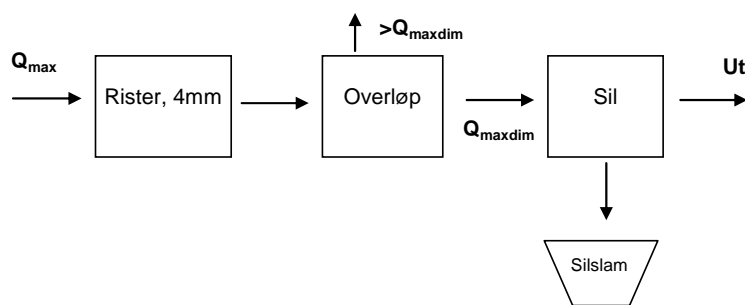 >Qmaxdim
Qmax
Rister, 4mm
Overløp
Qmaxdim
Sil
Ut
Silslam